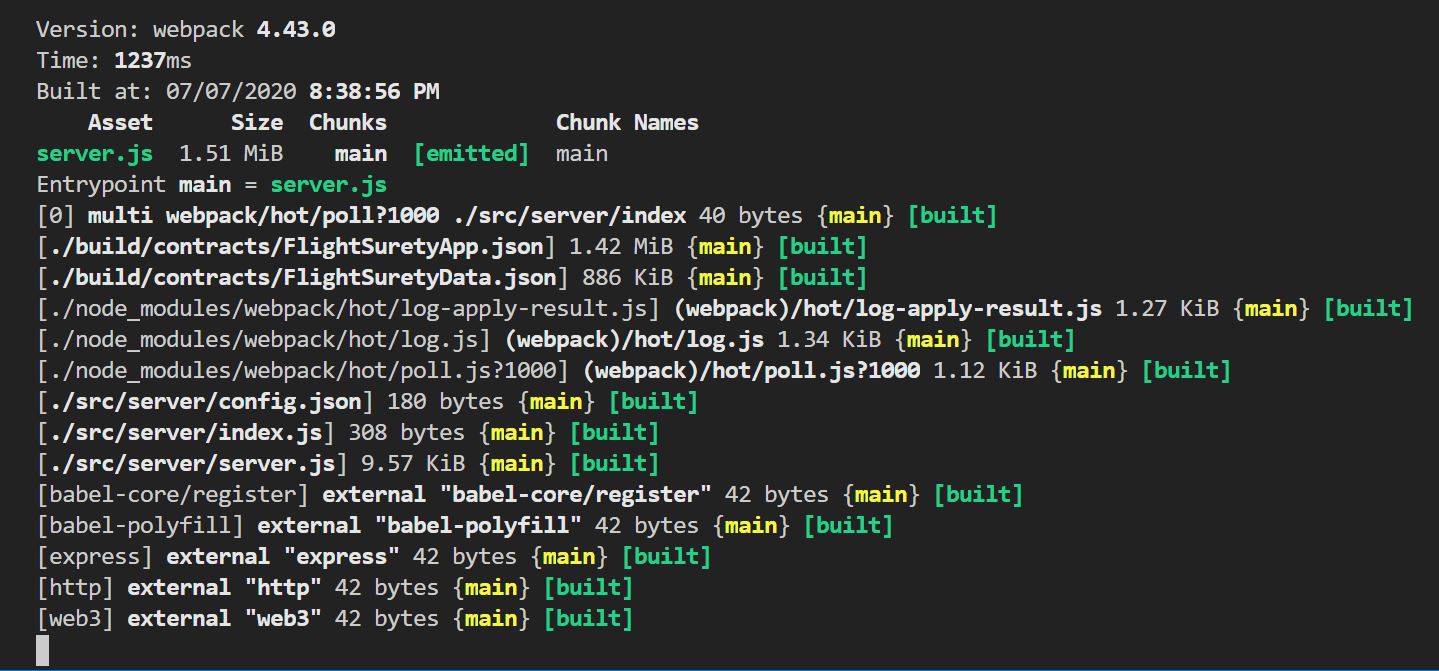 Version: webpack 4.43.0
Time: 1237ms
Built at: 07/07/2020 8:38:56 PM
Asset Size Chunks Chunk Names
server.js 1.51 MiB main [emitted] main
Entrypoint main = server.js
[0] multi webpack/hot/poll?1000 ./src/server/index 40 bytes {main} [built]
[./build/contracts/FlightSuretyApp.json] 1.42 MiB {main} [built]
[./build/contracts/FlightSuretyData.json] 886 KiB {main} [built]
[./node_modules/webpack/hot/log-apply-result.js] (webpack)/hot/log-apply-result.js 1.27 KiB {main} [built]
[./node_modules/webpack/hot/log.js] (webpack)/hot/log.js 1.34 KiB {main} [built]
[./node_modules/webpack/hot/poll.js?1000] (webpack)/hot/poll.js?1000 1.12 KiB {main} [built]
[./src/server/config.json] 180 bytes {main} [built]
[./src/server/index.js] 308 bytes {main} [built]
[./src/server/server.js] 9.57 KiB {main} [built]
[babel-core/register] external "babel-core/register" 42 bytes {main} [built]
[babel-polyfill] external "babel-polyfill" 42 bytes {main} [built]
[express] external "express" 42 bytes {main} [built]
[http] external "http" 42 bytes {main} [built]
[web3] external "web3" 42 bytes {main} [built]